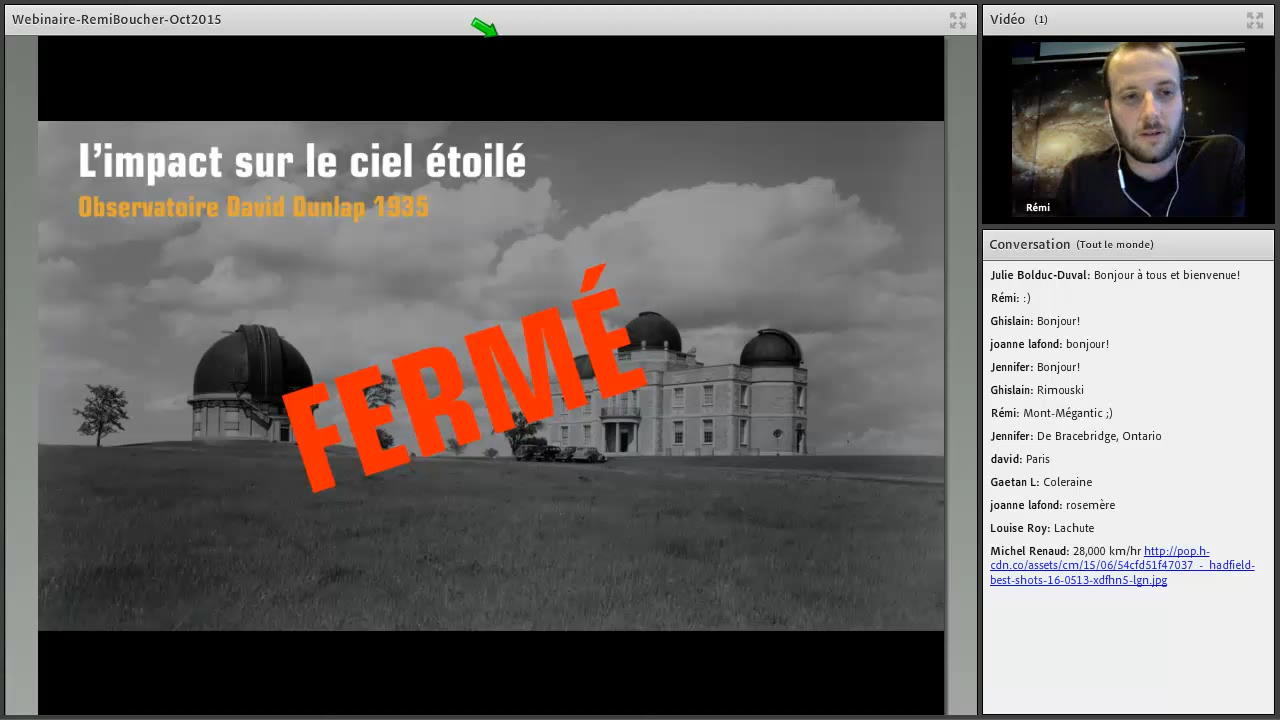 Webinaire-RemiBoucher-Oct2015
L'impact sur le ciel étoilé
Observatoire David Dunlap 1935
FERMÉ
Vidéo (1)
Rémi
Conversation (Tout le monde)
Julie Bolduc-Duval: Bonjour à tous et bienvenue!
Rémi: :)
Ghislain: Bonjour!
joanne lafond: bonjour!
Jennifer: Bonjour!
Ghislain: Rimouski
Rémi: Mont-Mégantic ;)
Jennifer: De Bracebridge, Ontario
david: Paris
Gaetan L: Coleraine
joanne lafond: rosemère
Louise Roy: Lachute
Michel Renaud: 28,000 km/hr http://pop.h-
cdn.co/assets/cm/15/06/54cfd51f47037_-_hadfield-
best-shots-16-0513-xdfhn5-lgn.jpg